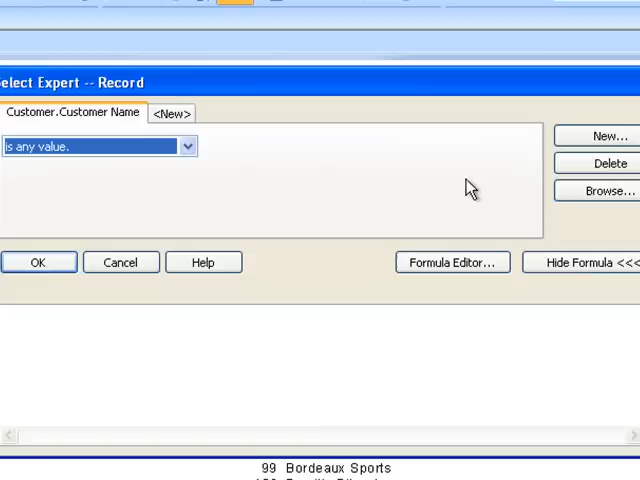 Select Expert -- Record
Customer.Customer Name
<New>
is any value.
New...
Delete
Browse...
OK
Cancel
Help
Formula Editor...
Hide Formula <<<
99 Bordeaux Sports